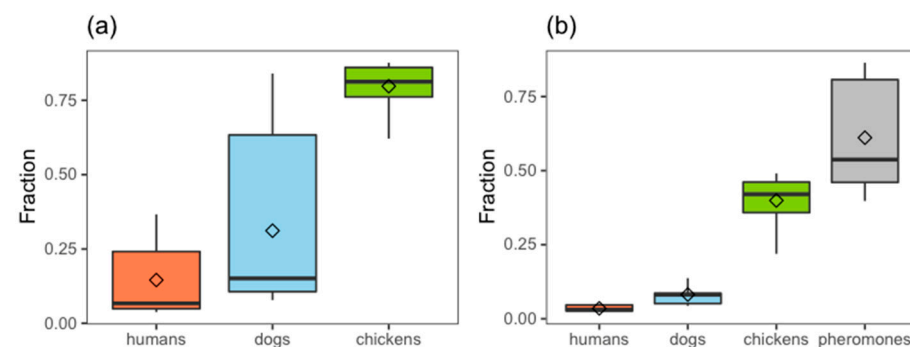 (a)
Fraction
0.75
0.50
0.25
0.00
humans dogs chickens
(b)
Fraction
0.75
0.50
0.25
0.00
humans dogs chickens pheromones